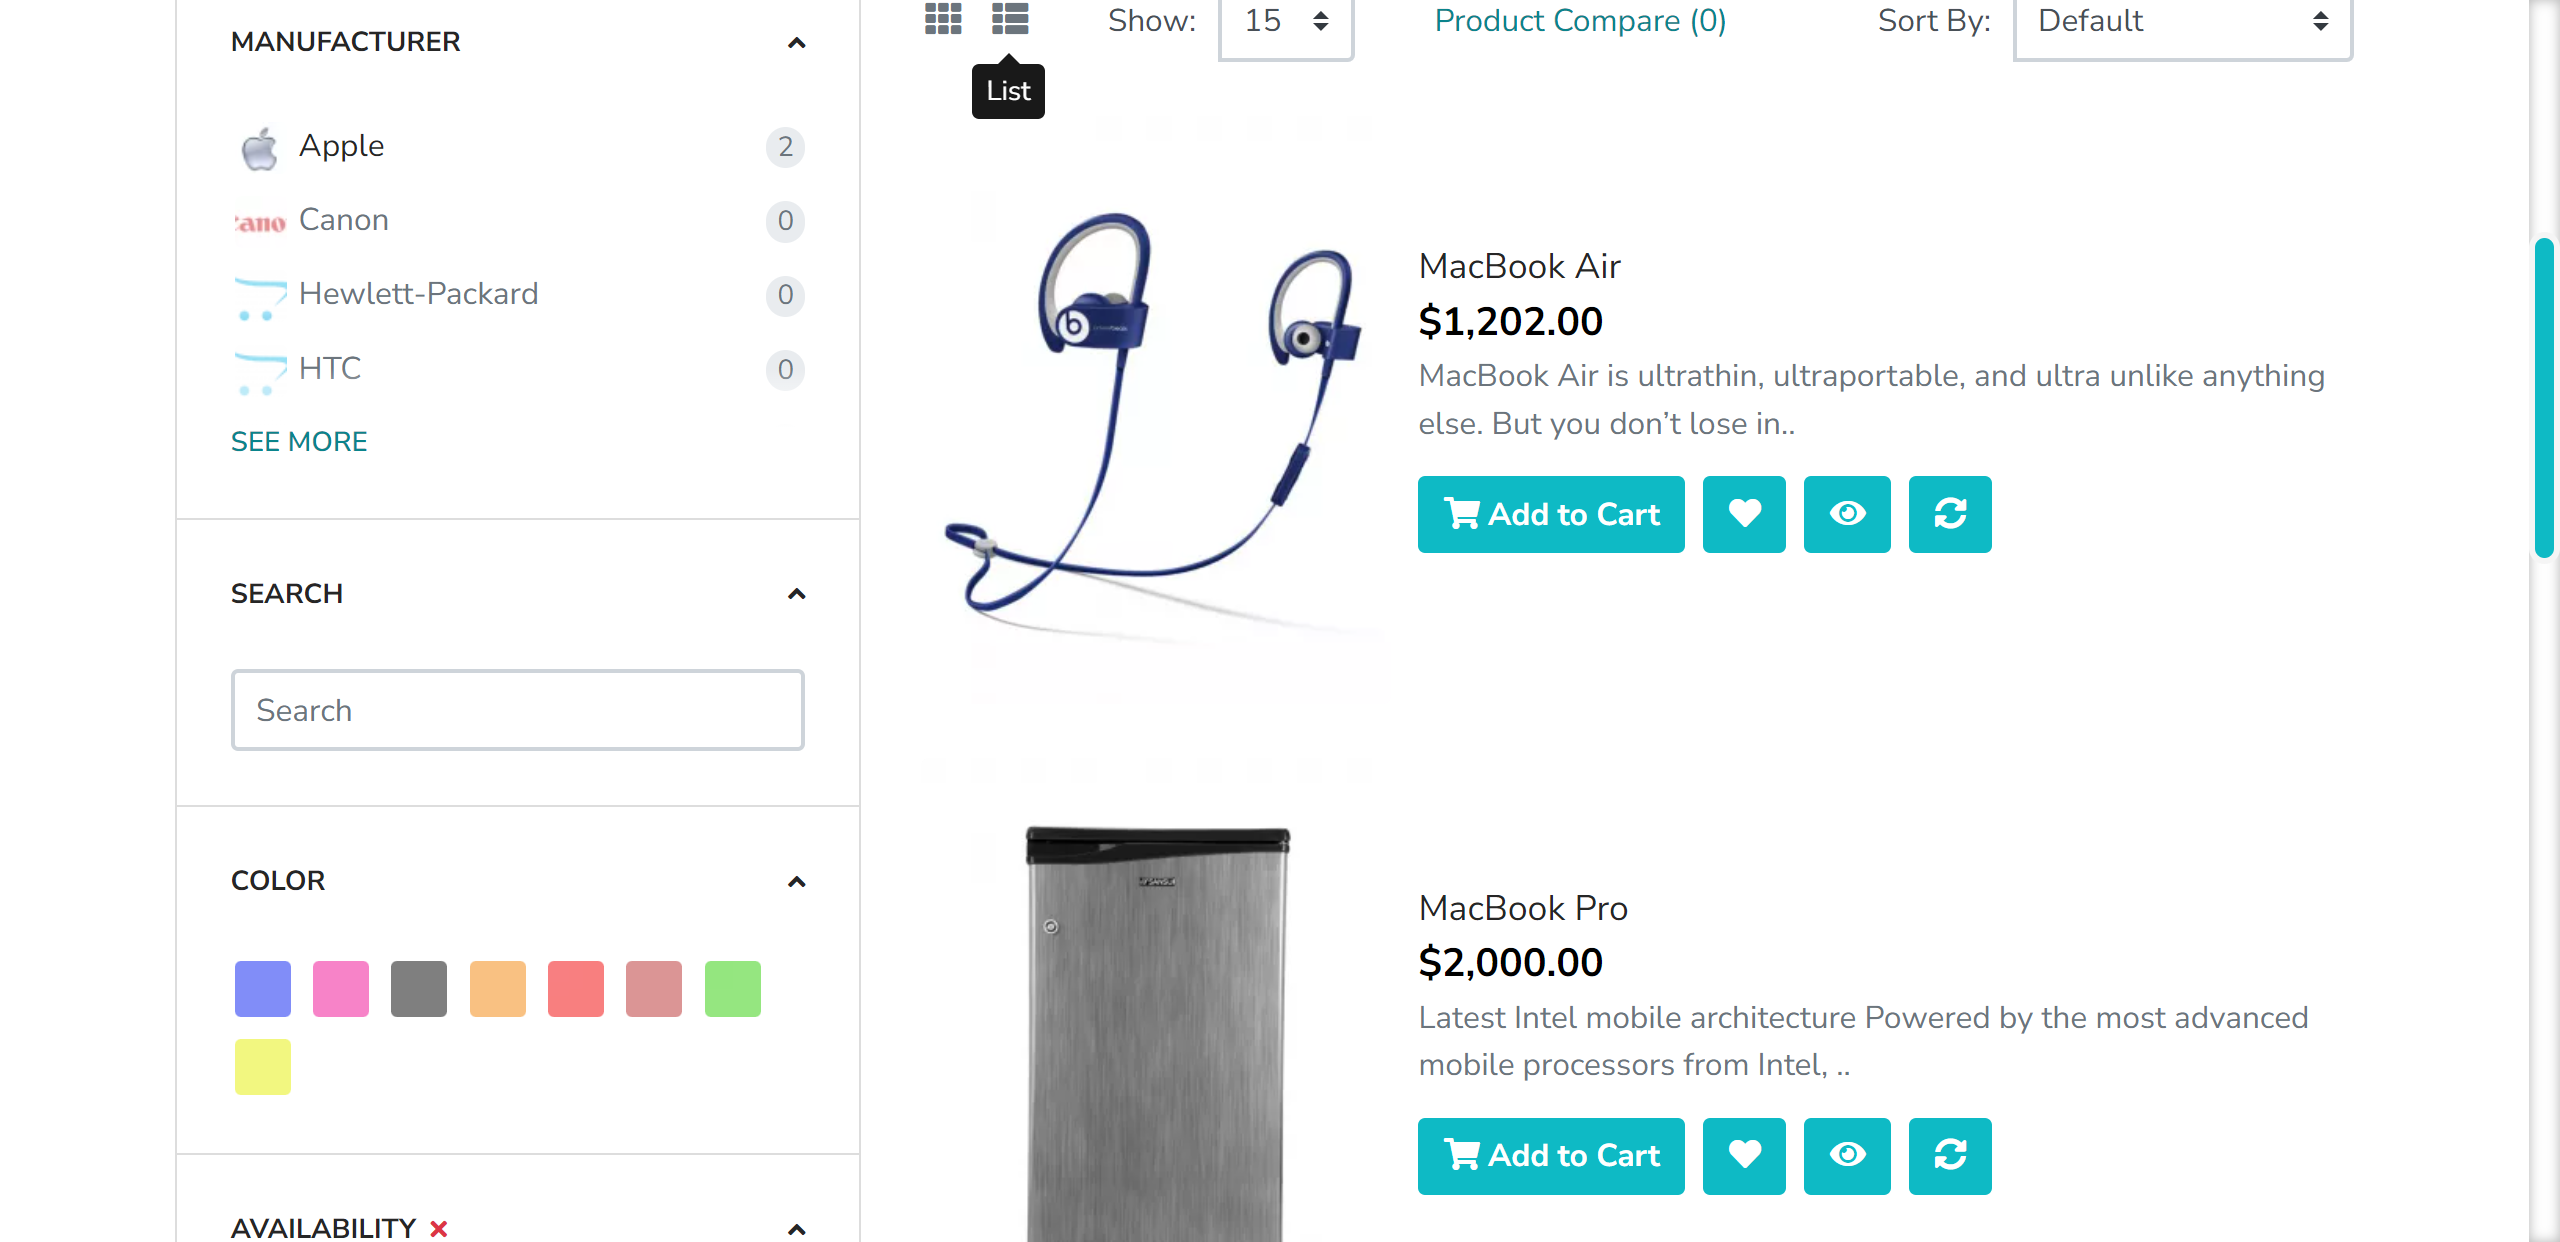 MANUFACTURER
Apple 2
Canon 0
Hewlett-Packard 0
HTC 0
SEE MORE
SEARCH
Search
COLOR
AVAILABILITY
Show: 15 Product Compare (0) Sort By: Default
List
MacBook Air
$1,202.00
MacBook Air is ultrathin, ultraportable, and ultra unlike anything
else. But you don’t lose in..
Add to Cart
MacBook Pro
$2,000.00
Latest Intel mobile architecture Powered by the most advanced
mobile processors from Intel, ..
Add to Cart